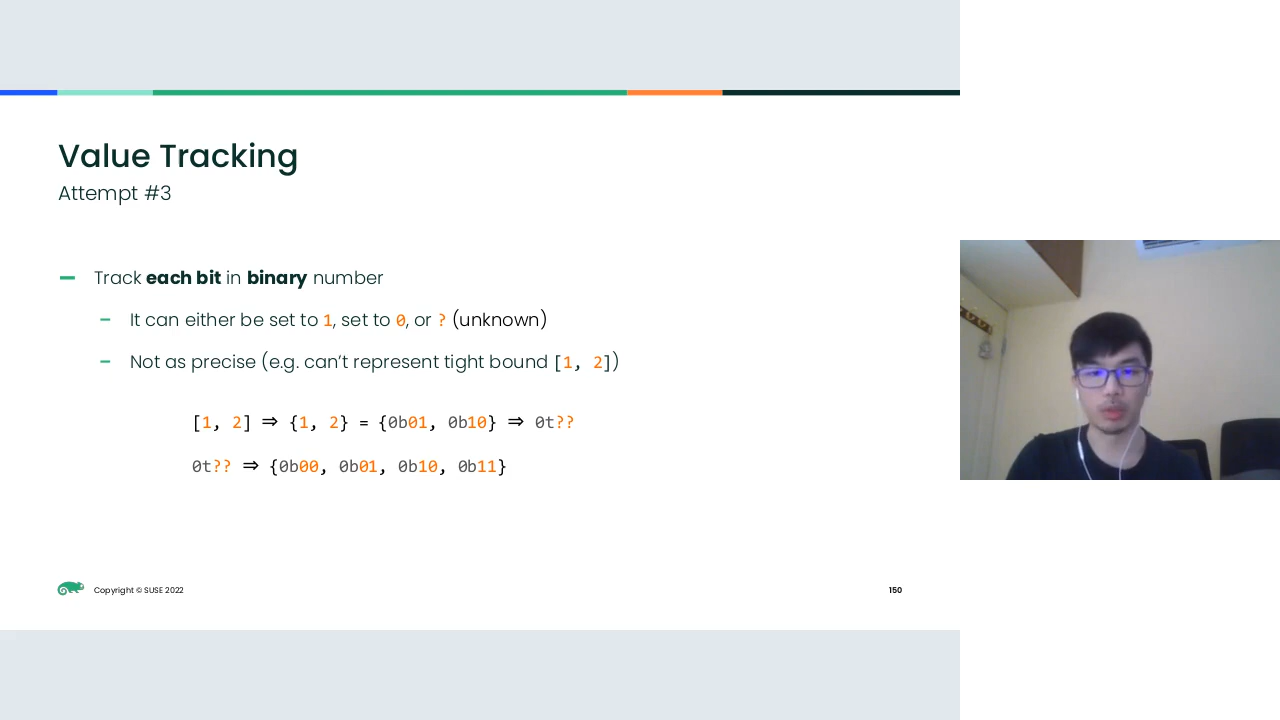 Value Tracking
Attempt #3
Track each bit in binary number
It can either be set to 1, set to 0, or ? (unknown)
Not as precise (e.g. can’t represent tight bound [1, 2])
[1, 2] ⇒ {1, 2} = {0b01, 0b10} ⇒ 0t??
0t?? ⇒ {0b00, 0b01, 0b10, 0b11}
Copyright © SUSE 2022
150